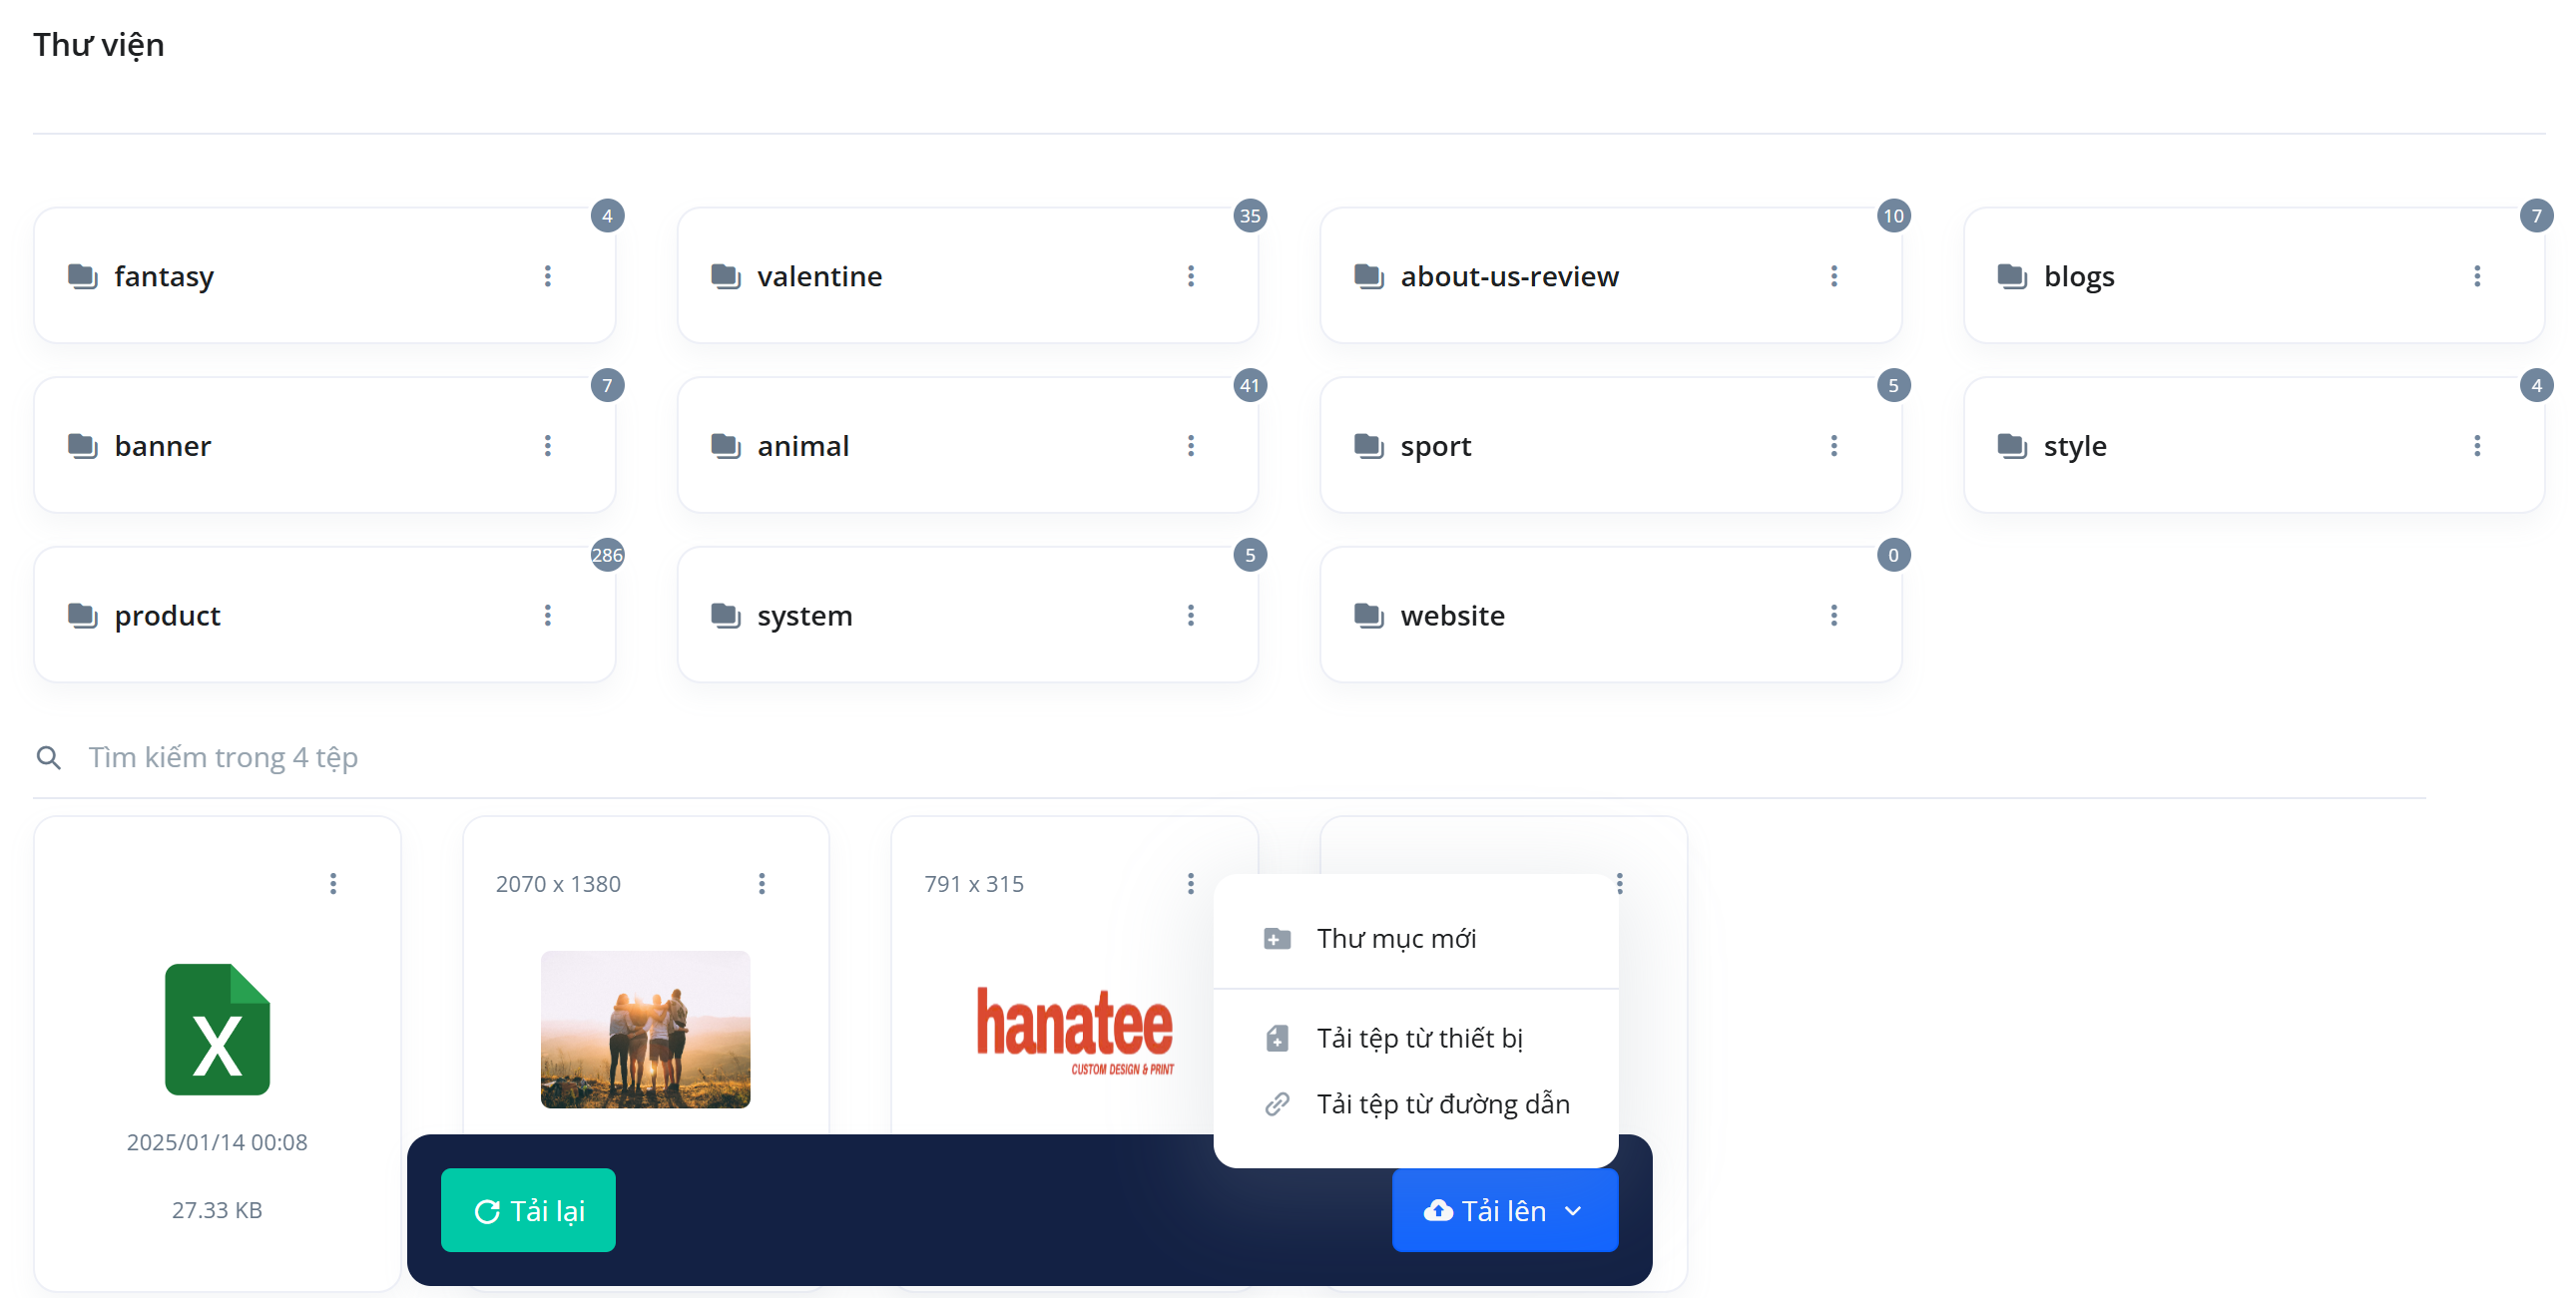 Thư viện
4
35
10
7
fantasy
valentine
about-us-review
blogs
7
41
5
4
banner
animal
sport
style
286
5
0
product
system
website
Tìm kiếm trong 4 tệp
2070 x 1380
791 x 315
X
hanatee
CUSTOM DESIGN & PRINT
2025/01/14 00:08
27.33 KB
Thư mục mới
Tải tệp từ thiết bị
Tải tệp từ đường dẫn
Tải lại
Tải lên